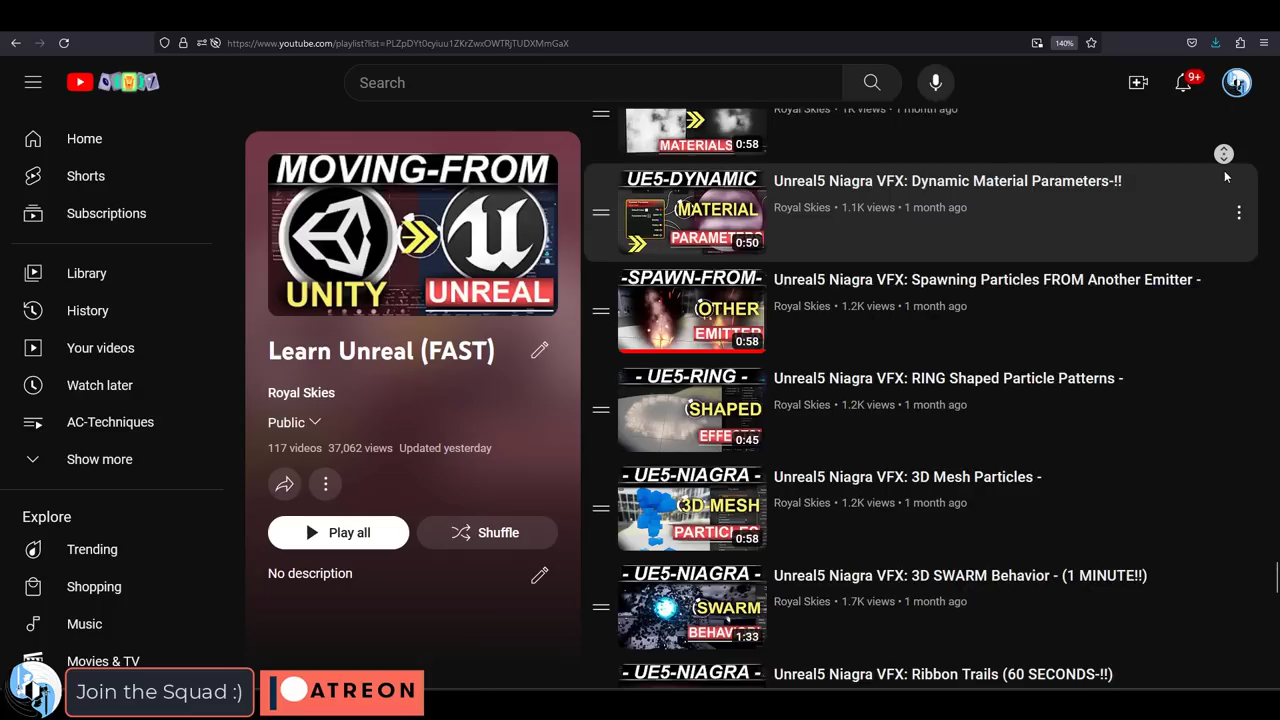 https://www.youtube.com/playlist?list=PLZpDYt0cyiuu1ZKrZwxOWTRjTUDXMmGaX
140%
Search
9+
Home
Shorts
Subscriptions
Library
History
Your videos
Watch later
AC-Techniques
Show more
Explore
Trending
Shopping
Music
Movies & TV
Join the Squad :)
PATREON
MOVING-FROM
UNITY
UNREAL
Learn Unreal (FAST)
Royal Skies
Public
117 videos 37,062 views Updated yesterday
Play all
Shuffle
No description
MATERIALS
0:58
Royal Skies • 1K views • 1 month ago
UE5-DYNAMIC
MATERIAL
PARAMETERS
0:50
Unreal5 Niagra VFX: Dynamic Material Parameters-!!
Royal Skies • 1.1K views • 1 month ago
-SPAWN-FROM-
OTHER
EMITTER
0:58
Unreal5 Niagra VFX: Spawning Particles FROM Another Emitter -
Royal Skies • 1.2K views • 1 month ago
- UE5-RING -
SHAPED
EFFECT
0:45
Unreal5 Niagra VFX: RING Shaped Particle Patterns -
Royal Skies • 1.2K views • 1 month ago
- UE5-NIAGRA -
3D-MESH
PARTICLES
0:58
Unreal5 Niagra VFX: 3D Mesh Particles -
Royal Skies • 1.2K views • 1 month ago
- UE5-NIAGRA -
SWARM
BEHAV
1:33
Unreal5 Niagra VFX: 3D SWARM Behavior - (1 MINUTE!!)
Royal Skies • 1.7K views • 1 month ago
- UE5-NIAGRA -
Unreal5 Niagra VFX: Ribbon Trails (60 SECONDS-!!)